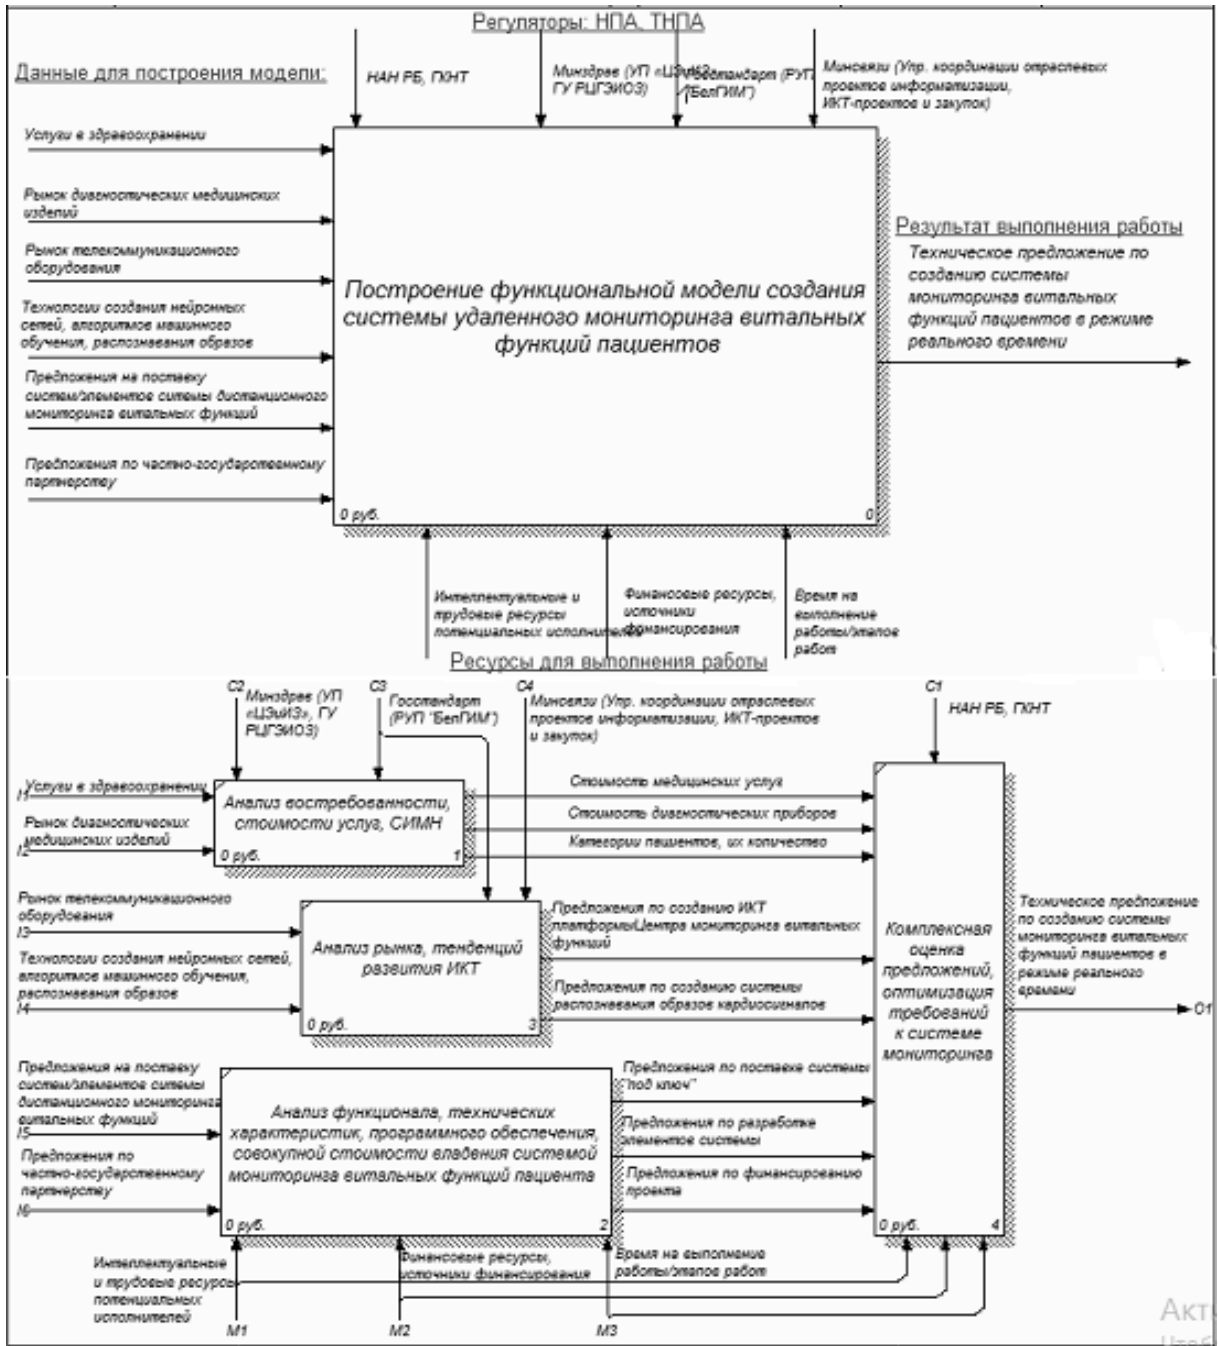 Регуляторы: НПА, ТНПА
Данные для построения модели:
НАН РБ, ГКНТ
Минздрав (УП «ЦЭиИЗ»,
ГУ РЦГЭИОЗ)
Госстандарт (РУП
"БелГИМ")
Минсвязи (Упр. координации отраслевых
проектов информатизации,
ИКТ-проектов и закупок)
Услуги в здравоохранении
Рынок диагностических медицинских
изделий
Рынок телекоммуникационного
оборудования
Технологии создания нейронных
сетей, алгоритмов машинного
обучения, распознавания образов
Предложения на поставку
систем/элементов ситемы дистанционого
мониторинга витальных функций
Предложения по частно-государственному
партнерству
Построение функциональной модели создания
системы удаленного мониторинга витальных
функций пациентов
0 руб.
0
Результат выполнения работы
Техническое предложение по
созданию системы
мониторинга витальных
функций пациентов в режиме
реального времени
Интеллектуальные и
трудовые ресурсы
потенциальных исполнителей
Финансовые ресурсы,
источники
финансирования
Время на
выполнение
работы/этапов
работ
Ресурсы для выполнения работы
C2
Минздрав (УП
«ЦЭиИЗ», ГУ
РЦГЭИОЗ)
C3
Госстандарт
(РУП "БелГИМ")
C4
Минсвязи (Упр. координации отраслевых
проектов информатизации, ИКТ-проектов
и закупок)
C1
НАН РБ, ГКНТ
Услуги в здравоохранении
I1
Рынок диагностических
медицинских изделий
I2
Анализ востребованности,
стоимости услуг, СИМН
0 руб.
1
Стоимость медицинских услуг
Стоимость диагностических приборов
Категории пациентов, их количество
Рынок телекоммуникационного
оборудования
I3
Технологии создания нейронных сетей,
алгоритмов машинного обучения,
распознавания образов
I4
Анализ рынка, тенденций
развития ИКТ
0 руб.
3
Предложения по созданию ИКТ
платформы/Центра мониторинга витальных
функций
Предложения по созданию системы
распознавания образов кардиосигналов
Комплексная
оценка
предложений,
оптимизация
требований
к системе
мониторинга
0 руб.
4
Техническое предложение
по созданию системы
мониторинга витальных
функций пациентов в
режиме реального
времени
O1
Предложения на поставку
систем/элементов ситемы
дистанционого мониторинга
витальных функций
I5
Предложения по
частно-государственному
партнерству
I6
Анализ функционала, технических
характеристик, программного обеспечения,
совокупной стоимости владения системой
мониторинга витальных функций пациента
0 руб.
2
Предложения по поставке системы
"под ключ"
Предложения по разработке
элементов системы
Предложения по финансированию
проекта
Интеллектуальные
и трудовые ресурсы
потенциальных
исполнителей
Финансовые ресурсы,
источники финансирования
Время на выполнение
работы/этапов работ
M1
M2
M3